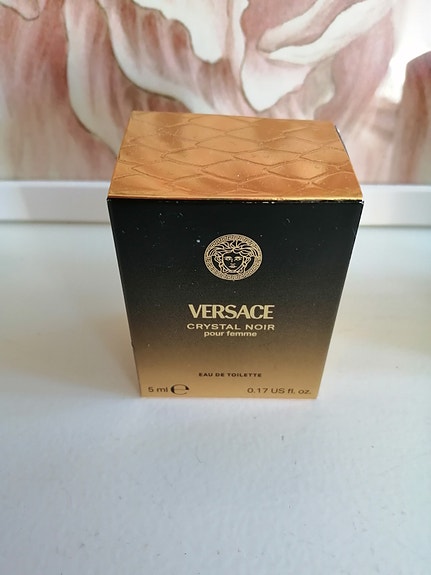 VERSACE
CRYSTAL NOIR
pour femme
EAU DE TOILETTE
5 ml ℮ 0.17 US fl. oz.